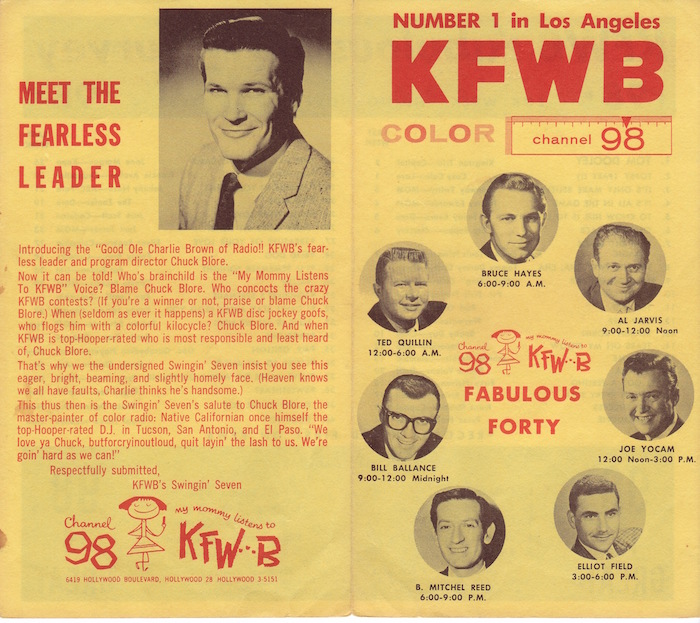 MEET THE
FEARLESS
LEADER
Introducing the "Good Ole Charlie Brown of Radio!! KFWB's fear-
less leader and program director Chuck Blore.
Now it can be told! Who's brainchild is the "My Mommy Listens
To KFWB" Voice? Blame Chuck Blore. Who concocts the crazy
KFWB contests? (If you're a winner or not, praise or blame Chuck
Blore.) When (seldom as ever it happens) a KFWB disc jockey goofs,
who flogs him with a colorful kilocycle? Chuck Blore. And when
KFWB is top-Hooper-rated who is most responsible and least heard
of, Chuck Blore.
That's why we the undersigned Swingin' Seven insist you see this
eager, bright, beaming, and slightly homely face. (Heaven knows
we all have faults, Charlie thinks he's handsome.)
This thus then is the Swingin' Seven's salute to Chuck Blore, the
master-painter of color radio: Native Californian once himself the
top-Hooper-rated D.J. in Tucson, San Antonio, and El Paso. "We
love ya Chuck, butforcryinoutloud, quit layin' the lash to us. We're
goin' hard as we can!"
Respectfully submitted,
KFWB's Swingin' Seven
Channel
98
my mommy listens to
KFW··B
6419 HOLLYWOOD BOULEVARD, HOLLYWOOD 28 HOLLYWOOD 3-5151
NUMBER 1 in Los Angeles
KFWB
COLOR
channel 98
BRUCE HAYES
6:00-9:00 A.M.
AL JARVIS
9:00-12:00 Noon
TED QUILLIN
12:00-6:00 A.M.
Channel
98
my mommy listens to
KFW··B
FABULOUS
FORTY
JOE YOCAM
12:00 Noon-3:00 P.M.
BILL BALLANCE
9:00-12:00 Midnight
ELLIOT FIELD
3:00-6:00 P.M.
B. MITCHEL REED
6:00-9:00 P.M.